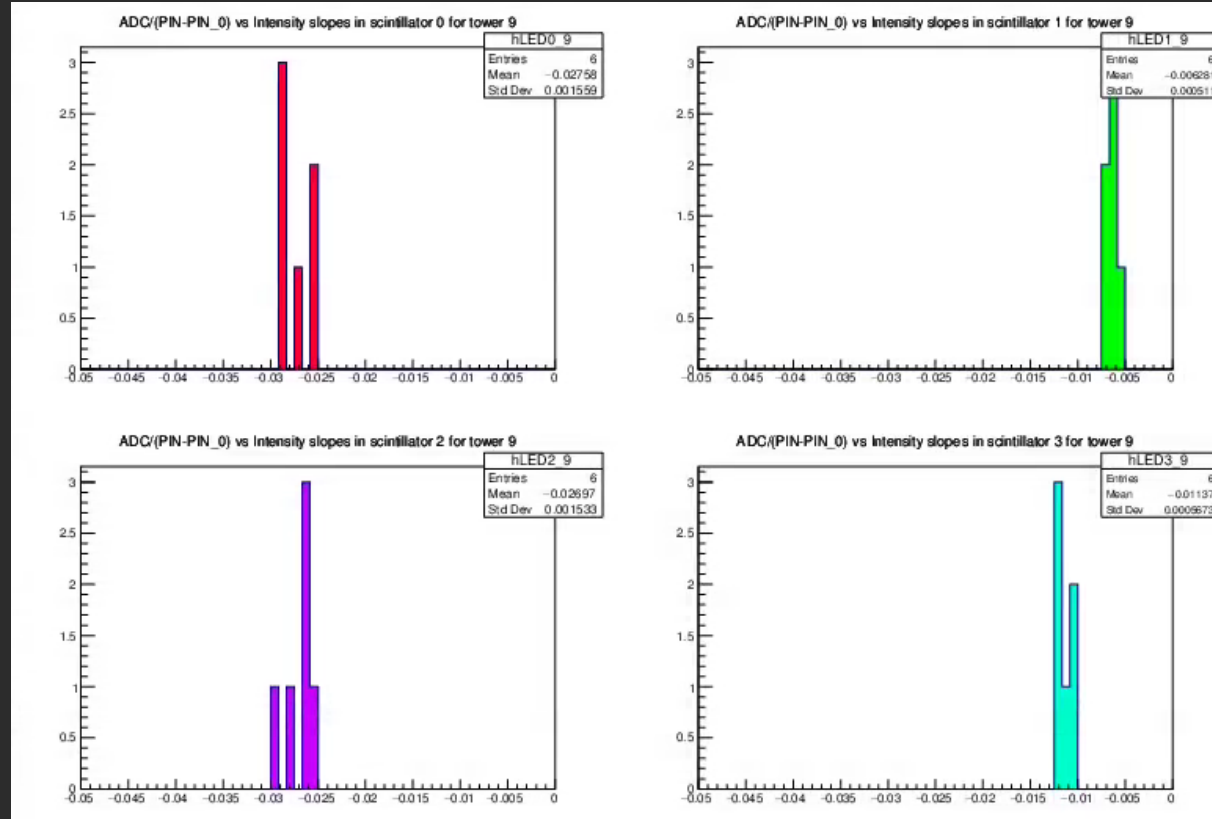 ADC/(PIN-PIN_0) vs Intensity slopes in scintillator 0 for tower 9
hLED0_9
Entries 6
Mean −0.02758
Std Dev 0.001559
3
2.5
2
1.5
1
0.5
0
−0.05 −0.045 −0.04 −0.035 −0.03 −0.025 −0.02 −0.015 −0.01 −0.005 0
ADC/(PIN-PIN_0) vs Intensity slopes in scintillator 1 for tower 9
hLED1_9
Entries 6
Mean −0.006281
Std Dev 0.000511
3
2.5
2
1.5
1
0.5
0
−0.05 −0.045 −0.04 −0.035 −0.03 −0.025 −0.02 −0.015 −0.01 −0.005 0
ADC/(PIN-PIN_0) vs Intensity slopes in scintillator 2 for tower 9
hLED2_9
Entries 6
Mean −0.02697
Std Dev 0.001533
3
2.5
2
1.5
1
0.5
0
−0.05 −0.045 −0.04 −0.035 −0.03 −0.025 −0.02 −0.015 −0.01 −0.005 0
ADC/(PIN-PIN_0) vs Intensity slopes in scintillator 3 for tower 9
hLED3_9
Entries 6
Mean −0.01137
Std Dev 0.0005673
3
2.5
2
1.5
1
0.5
0
−0.05 −0.045 −0.04 −0.035 −0.03 −0.025 −0.02 −0.015 −0.01 −0.005 0